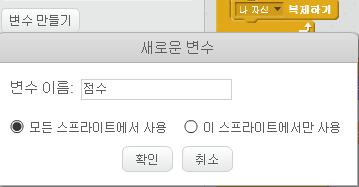 변수 만들기
나 자신 복제하기
새로운 변수
변수 이름: 점수
모든 스프라이트에서 사용 이 스프라이트에서만 사용
확인 취소